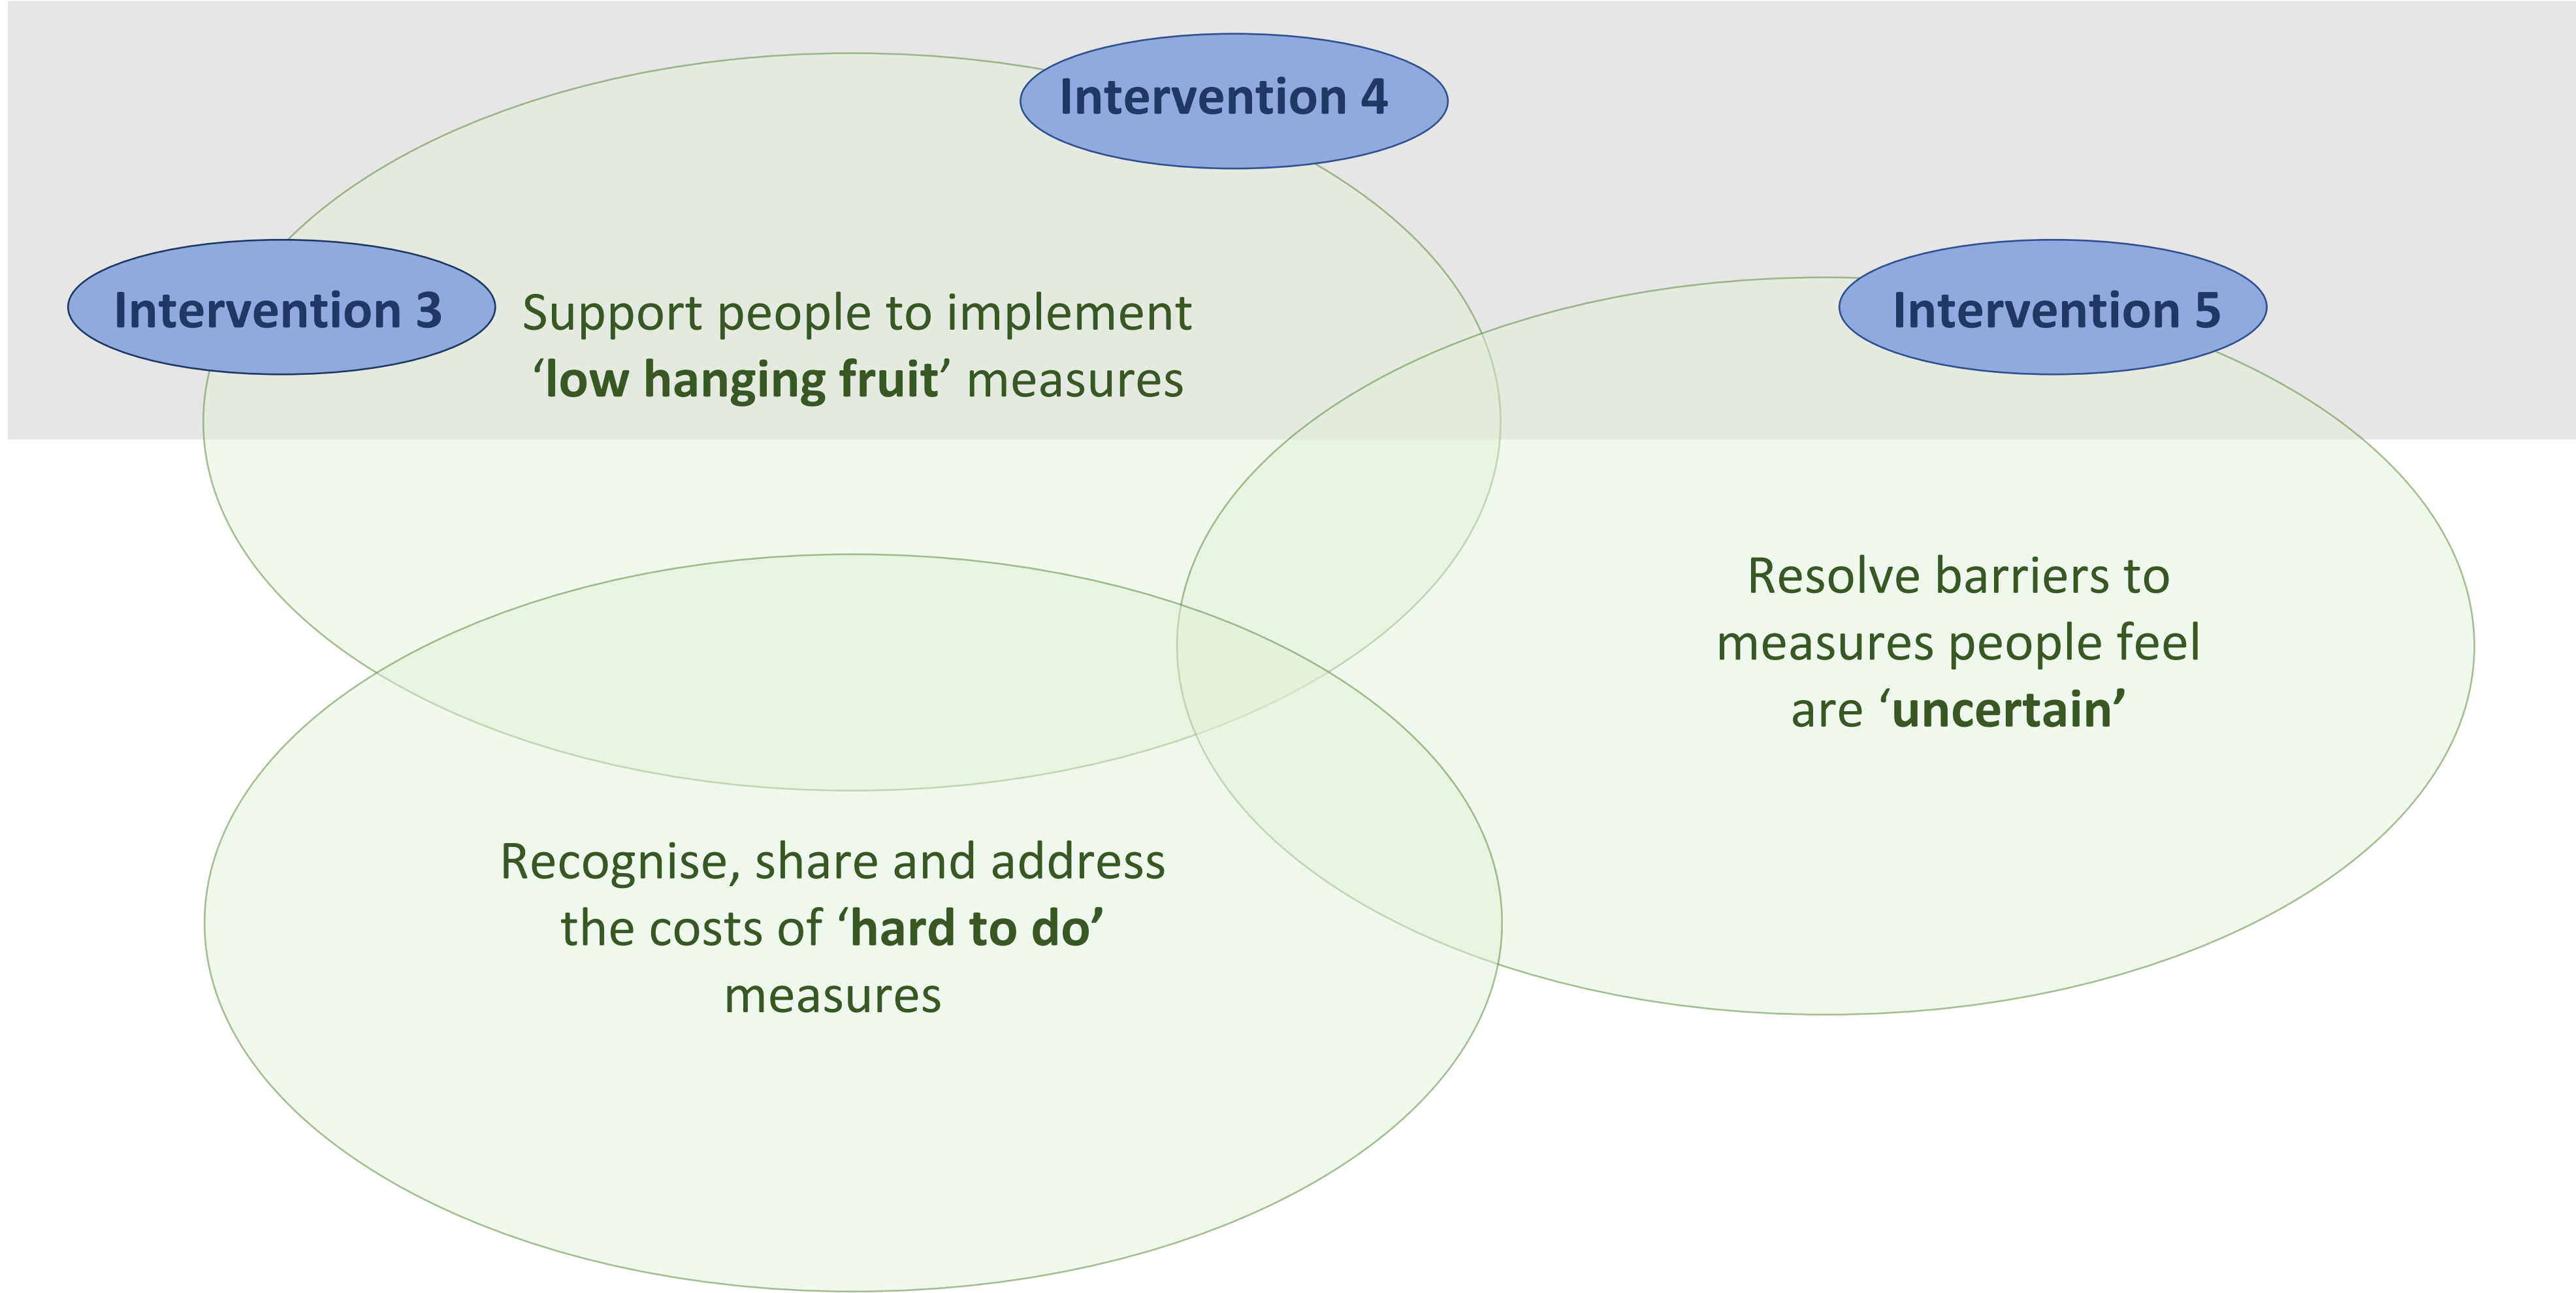 Intervention 4
Intervention 3
Support people to implement
‘low hanging fruit’ measures
Intervention 5
Resolve barriers to
measures people feel
are ‘uncertain’
Recognise, share and address
the costs of ‘hard to do’
measures